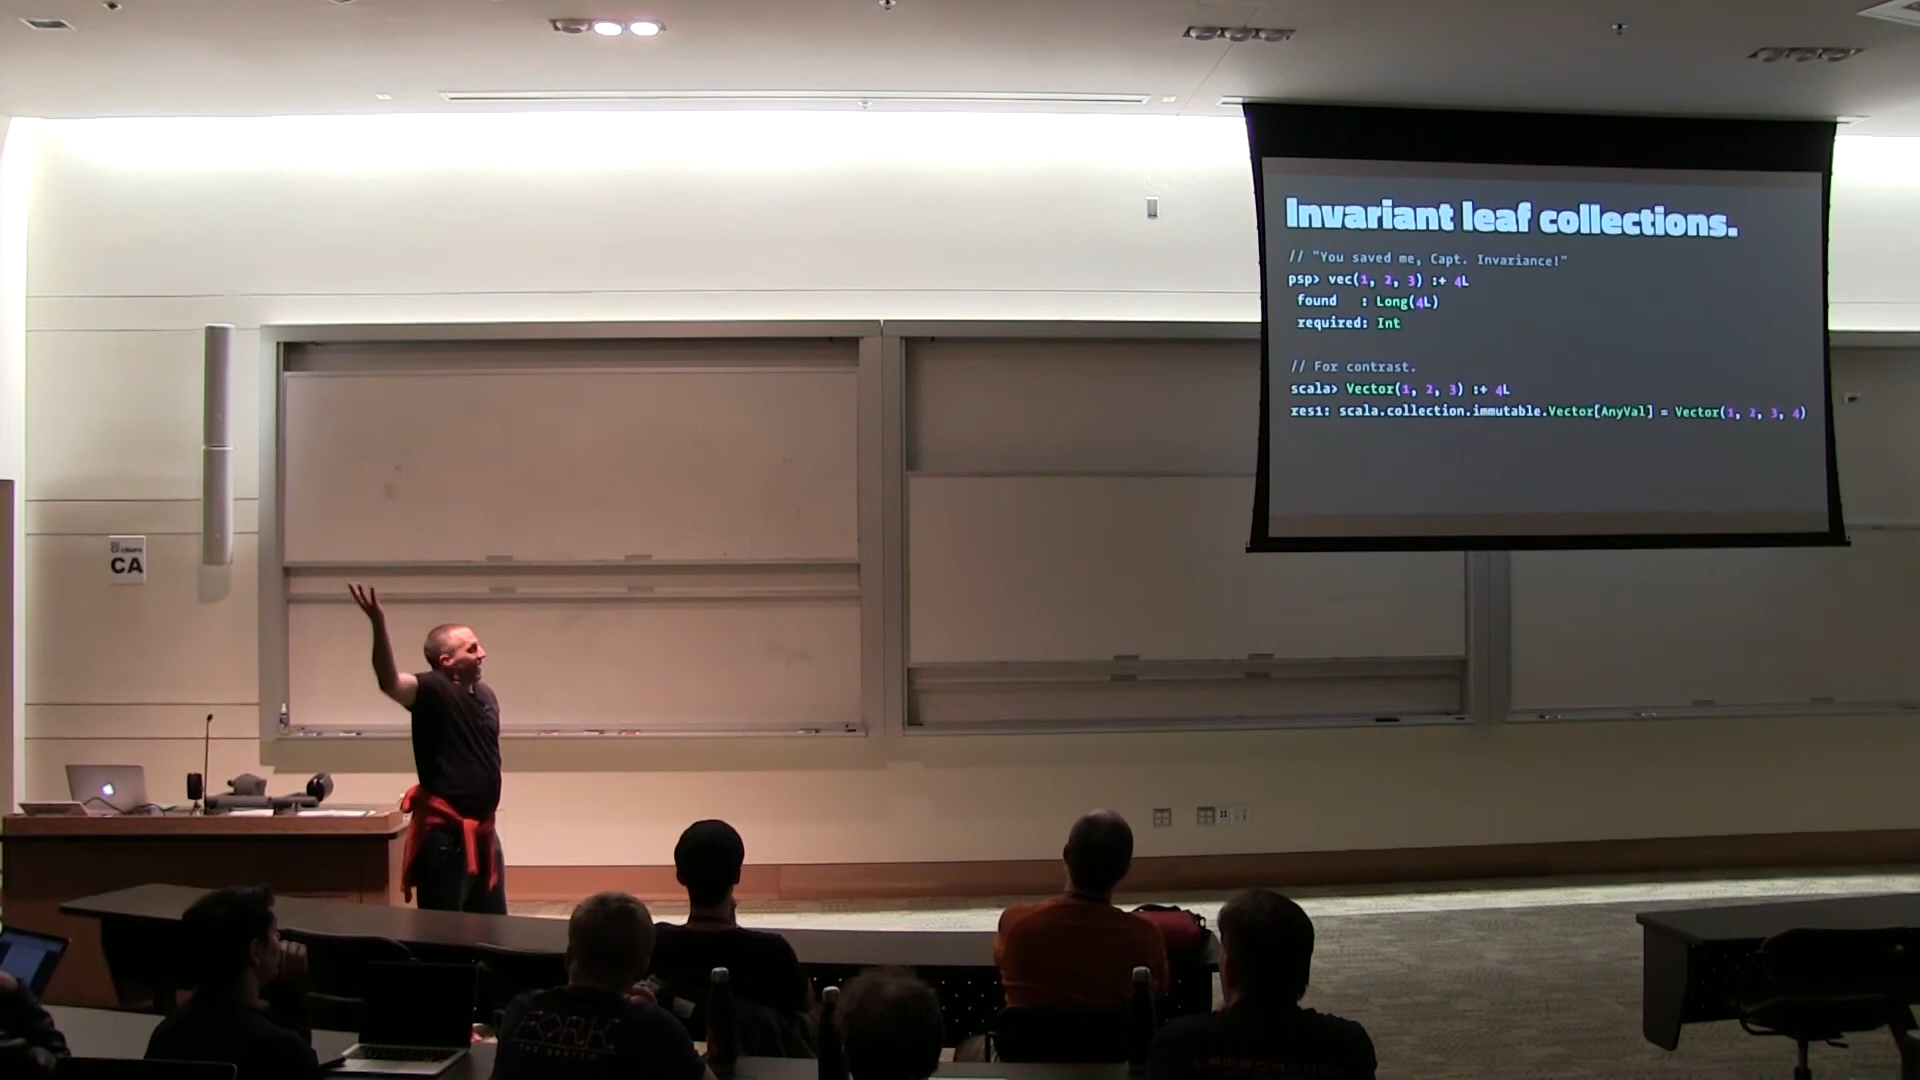 Invariant leaf collections.
// "You saved me, Capt. Invariance!"
psp> vec(1, 2, 3) :+ 4L
found : Long(4L)
required: Int
// For contrast.
scala> Vector(1, 2, 3) :+ 4L
res1: scala.collection.immutable.Vector[AnyVal] = Vector(1, 2, 3, 4)
CA
FORK